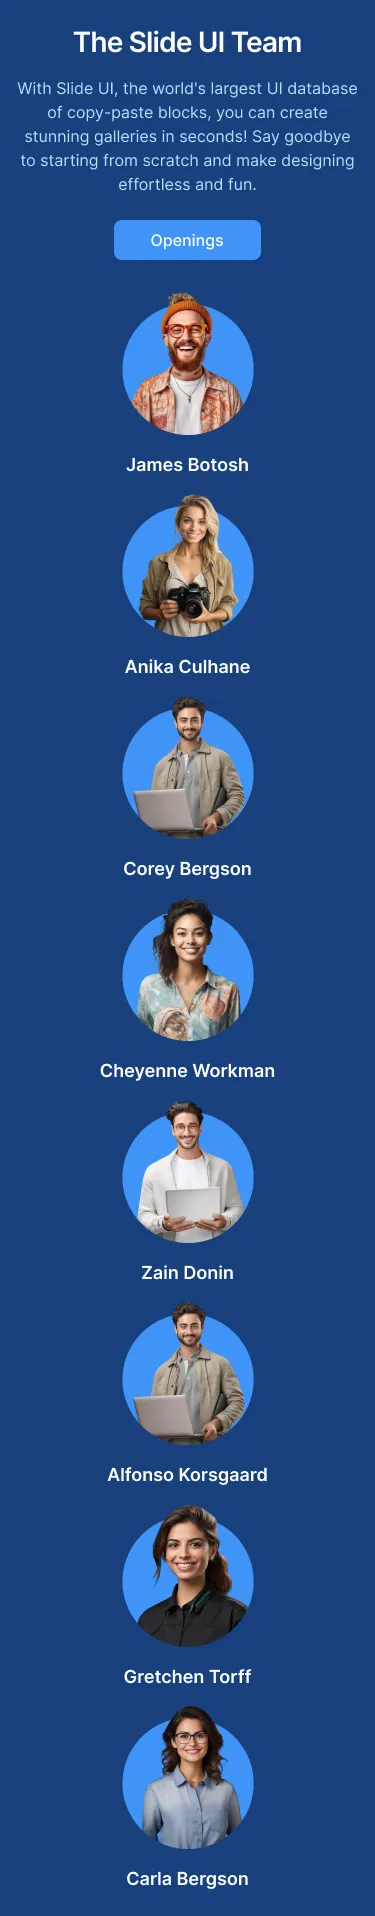 The Slide UI Team
With Slide UI, the world's largest UI database
of copy-paste blocks, you can create
stunning galleries in seconds! Say goodbye
to starting from scratch and make designing
effortless and fun.
Openings
James Botosh
Anika Culhane
Corey Bergson
Cheyenne Workman
Zain Donin
Alfonso Korsgaard
Gretchen Torff
Carla Bergson